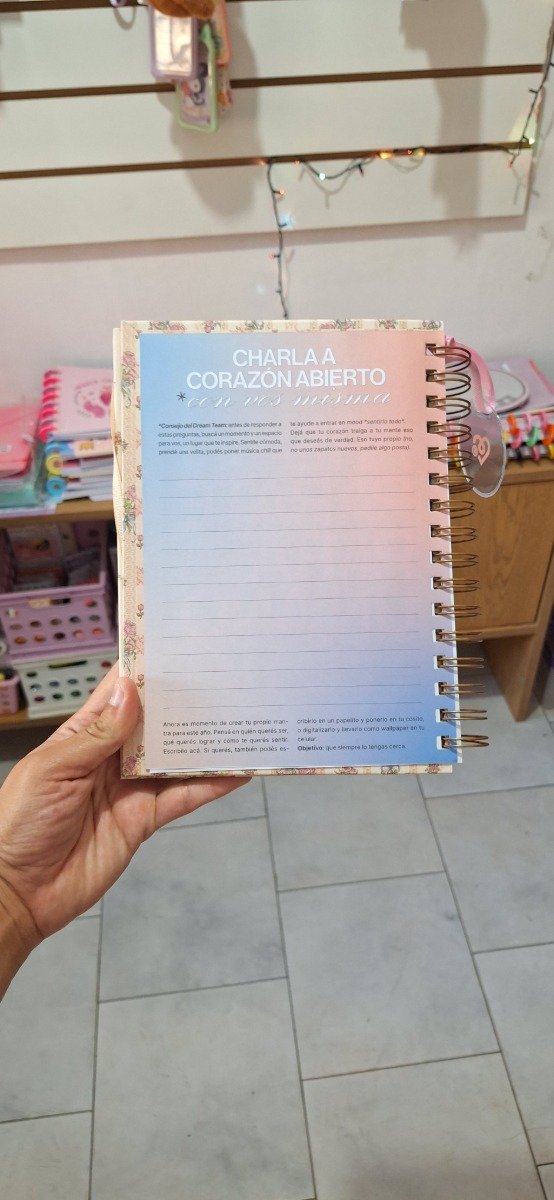 CHARLA A
CORAZÓN ABIERTO
*con vos misma
*Consejo del Dream Team: antes de responder a
estas preguntas, buscá un momento y un espacio
para vos, un lugar que te inspire. Sentite cómoda,
prendé una velita, podés poner música chill que
te ayude a entrar en mood "sentirlo todo".
Dejá que tu corazón traiga a tu mente eso
que deseás de verdad. Eso tuyo propio (no,
no unos zapatos nuevos, pedile algo posta).
Ahora es momento de crear tu propio man-
tra para este año. Pensá en quién querés ser,
qué querés lograr y cómo te querés sentir.
Escribilo acá. Si querés, también podés es-
cribirlo en un papelito y ponerlo en tu cosito,
o digitalizarlo y llevarlo como wallpaper en tu
celular.
Objetivo: que siempre lo tengas cerca.